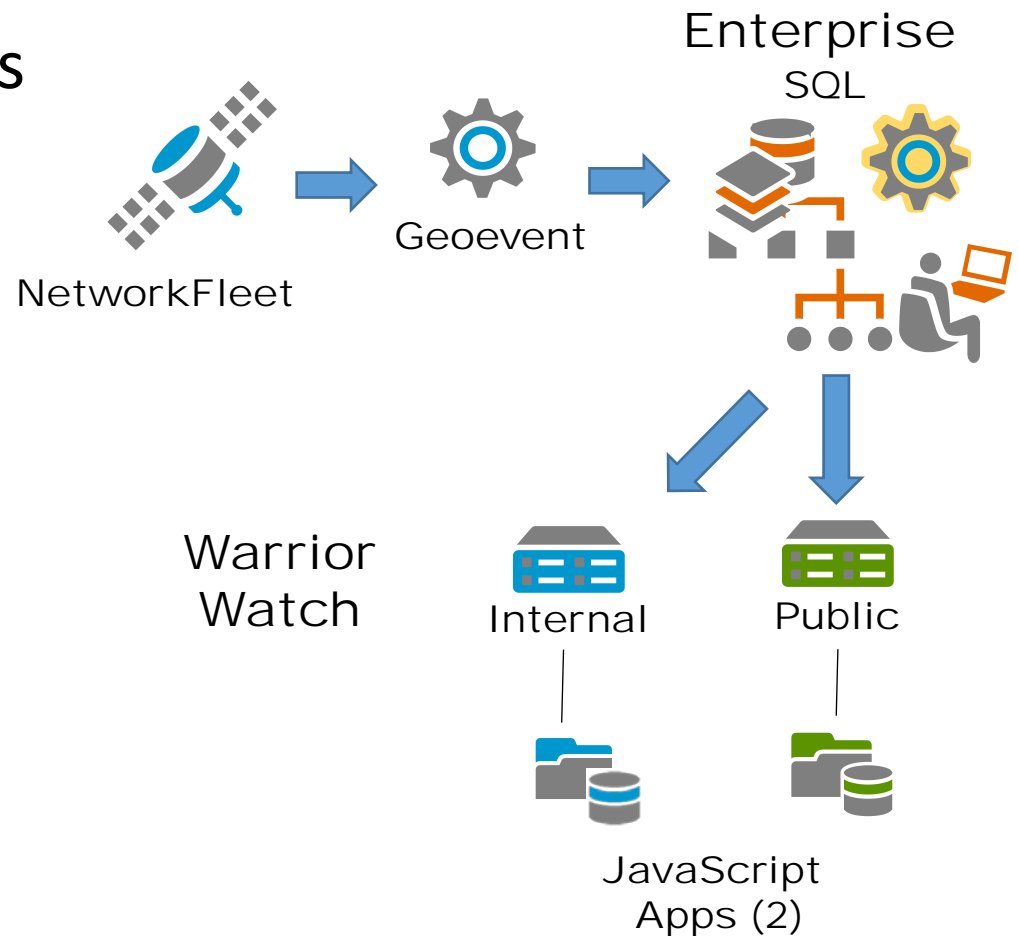 s
Enterprise
SQL
Geoevent
NetworkFleet
Warrior
Watch
Internal
Public
JavaScript
Apps (2)